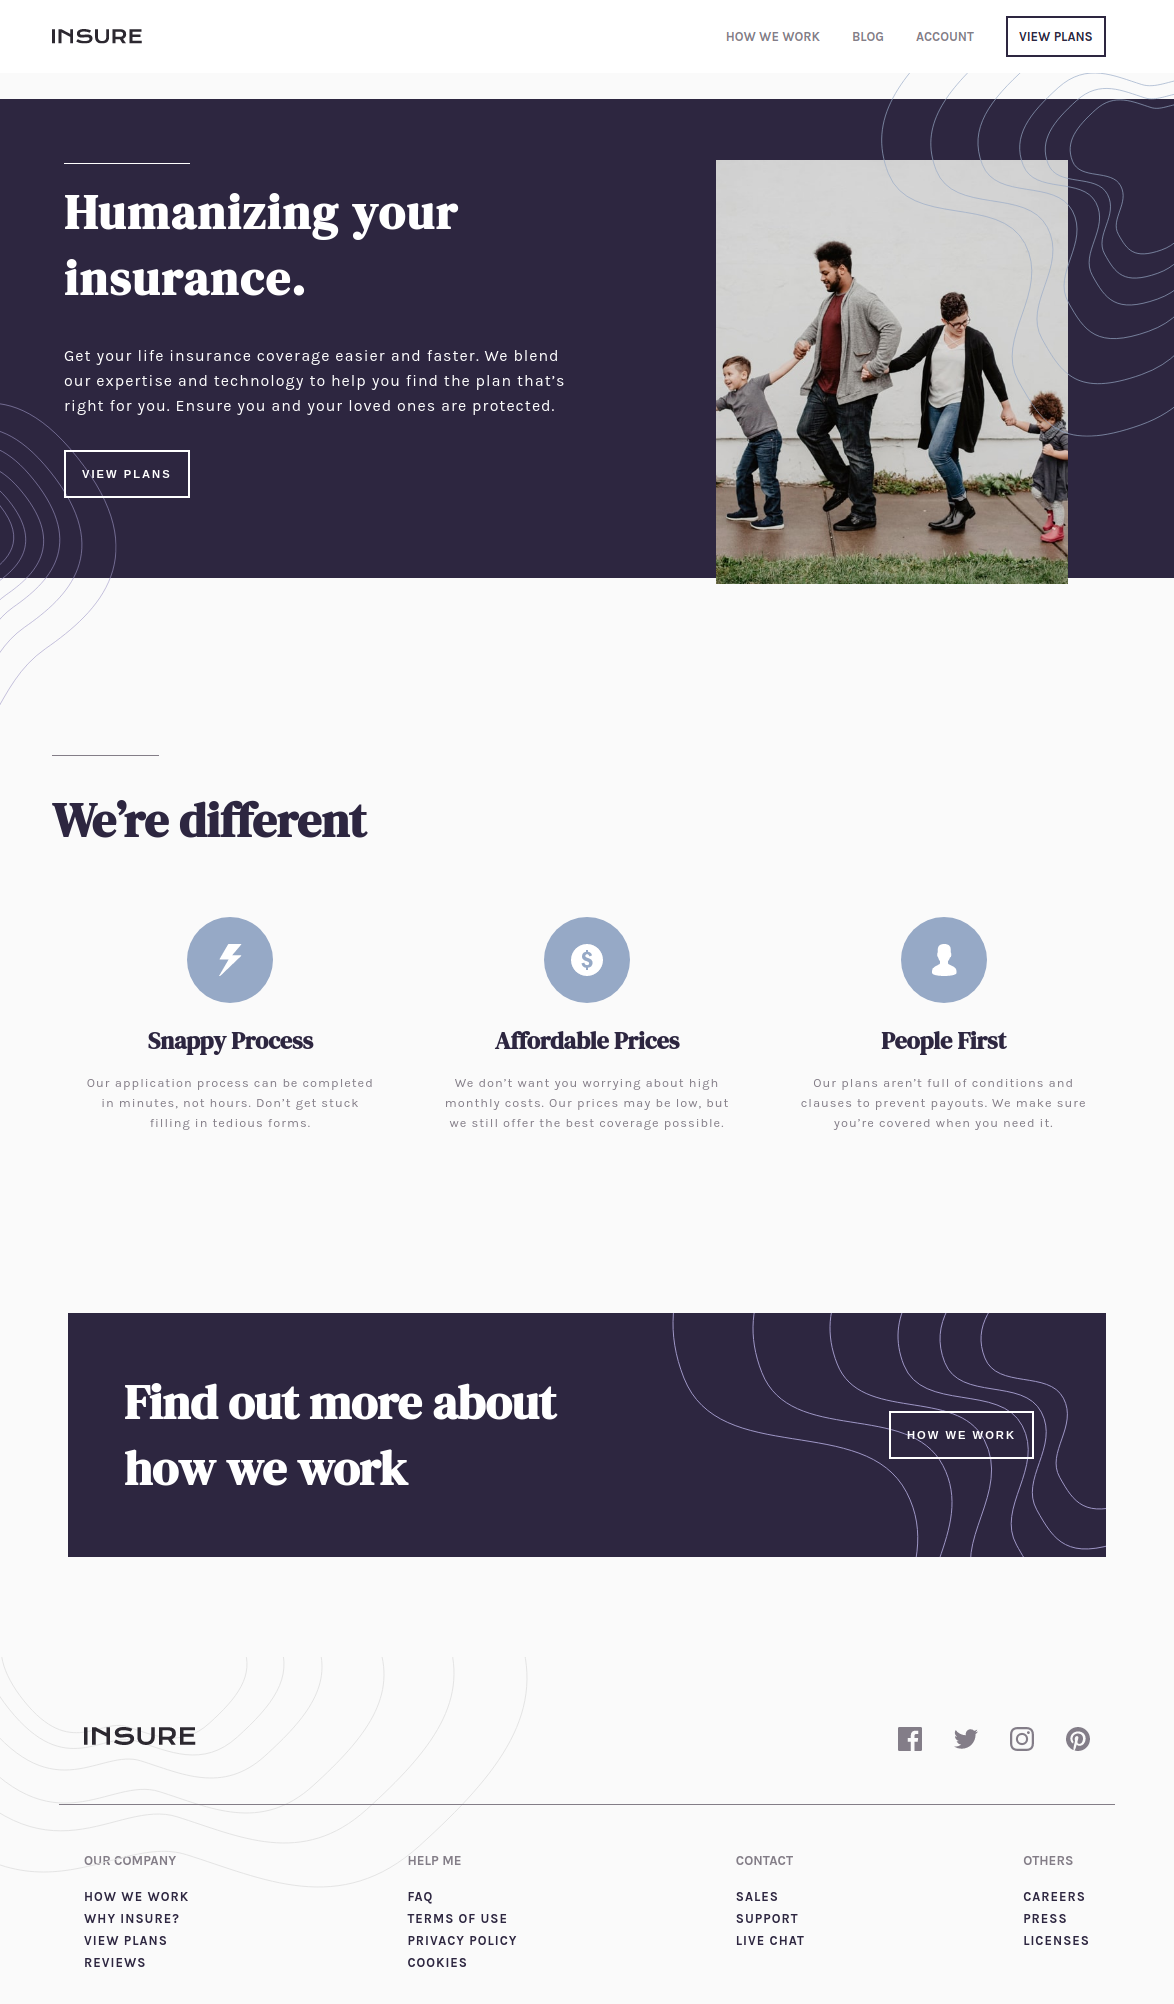 INSURE
HOW WE WORK BLOG ACCOUNT VIEW PLANS
Humanizing your
insurance.
Get your life insurance coverage easier and faster. We blend
our expertise and technology to help you find the plan that’s
right for you. Ensure you and your loved ones are protected.
VIEW PLANS
We’re different
Snappy Process
Our application process can be completed
in minutes, not hours. Don’t get stuck
filling in tedious forms.
Affordable Prices
We don’t want you worrying about high
monthly costs. Our prices may be low, but
we still offer the best coverage possible.
People First
Our plans aren’t full of conditions and
clauses to prevent payouts. We make sure
you’re covered when you need it.
Find out more about
how we work
HOW WE WORK
INSURE
OUR COMPANY
HOW WE WORK
WHY INSURE?
VIEW PLANS
REVIEWS
HELP ME
FAQ
TERMS OF USE
PRIVACY POLICY
COOKIES
CONTACT
SALES
SUPPORT
LIVE CHAT
OTHERS
CAREERS
PRESS
LICENSES